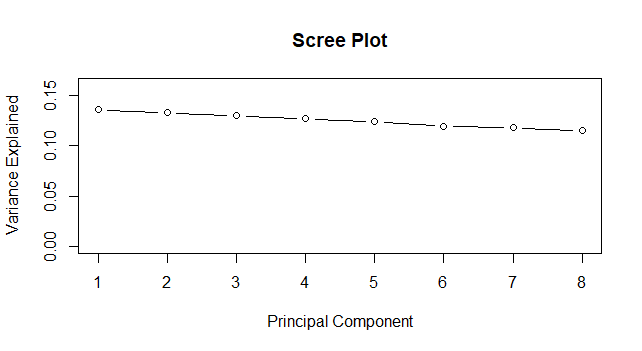 Scree Plot
Variance Explained
0.15
0.10
0.05
0.00
1 2 3 4 5 6 7 8
Principal Component